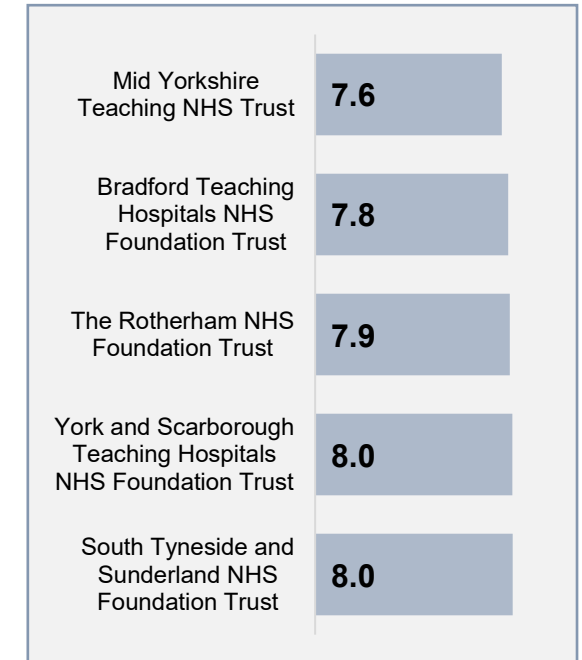 Mid Yorkshire
Teaching NHS Trust
7.6
Bradford Teaching
Hospitals NHS
Foundation Trust
7.8
The Rotherham NHS
Foundation Trust
7.9
York and Scarborough
Teaching Hospitals
NHS Foundation Trust
8.0
South Tyneside and
Sunderland NHS
Foundation Trust
8.0